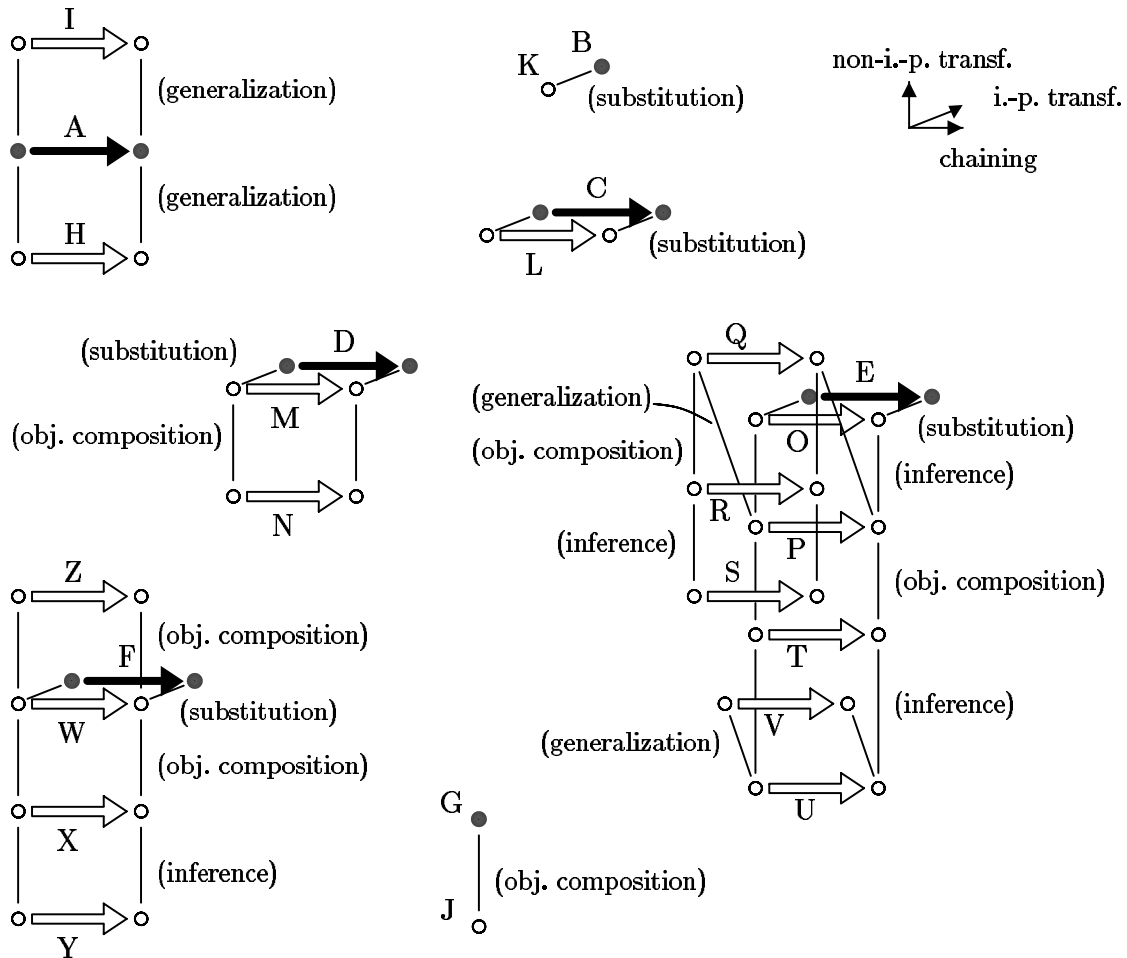 I
(generalization)
A
(generalization)
H
B
K
(substitution)
non-i.-p. transf.
i.-p. transf.
chaining
C
(substitution)
L
(substitution)
D
M
(obj. composition)
N
Q
(generalization)
E
O
(substitution)
(obj. composition)
(inference)
R
(inference)
P
S
(obj. composition)
T
(inference)
V
(generalization)
U
Z
(obj. composition)
F
(substitution)
W
(obj. composition)
X
(inference)
Y
G
(obj. composition)
J